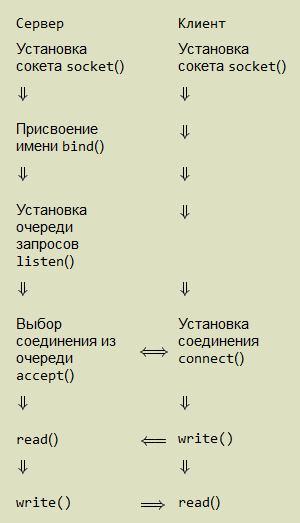 Сервер Клиент
Установка Установка
сокета socket() сокета socket()
⇓ ⇓
Присвоение ⇓
имени bind()
⇓ ⇓
Установка ⇓
очереди
запросов
listen()
⇓ ⇓
Выбор Установка
соединения из ⟺ соединения
очереди connect()
accept()
⇓ ⇓
read() ⟸ write()
⇓ ⇓
write() ⟹ read()